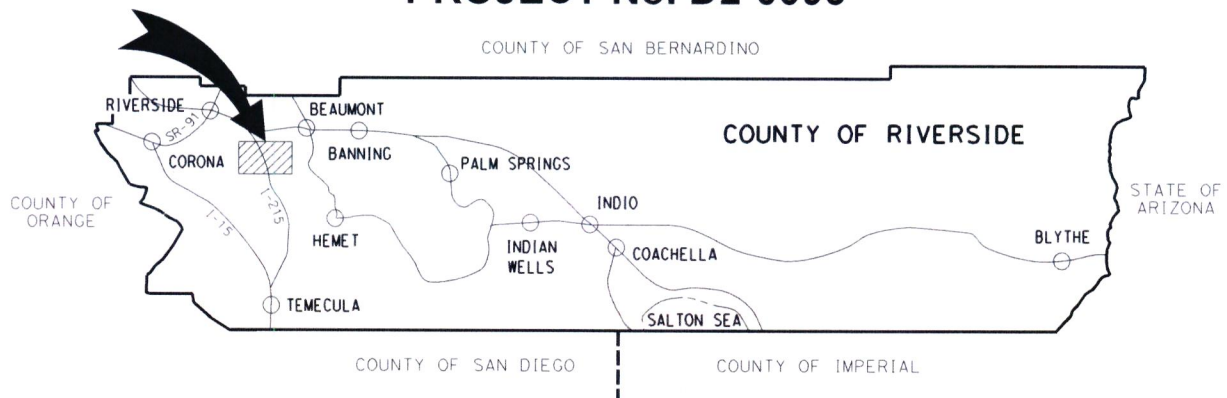 COUNTY OF SAN BERNARDINO
RIVERSIDE
SR-91
BEAUMONT
COUNTY OF RIVERSIDE
CORONA
BANNING
PALM SPRINGS
COUNTY OF
ORANGE
I-15
I-215
HEMET
INDIO
STATE OF
ARIZONA
INDIAN
WELLS
COACHELLA
BLYTHE
TEMECULA
SALTON SEA
COUNTY OF SAN DIEGO
COUNTY OF IMPERIAL